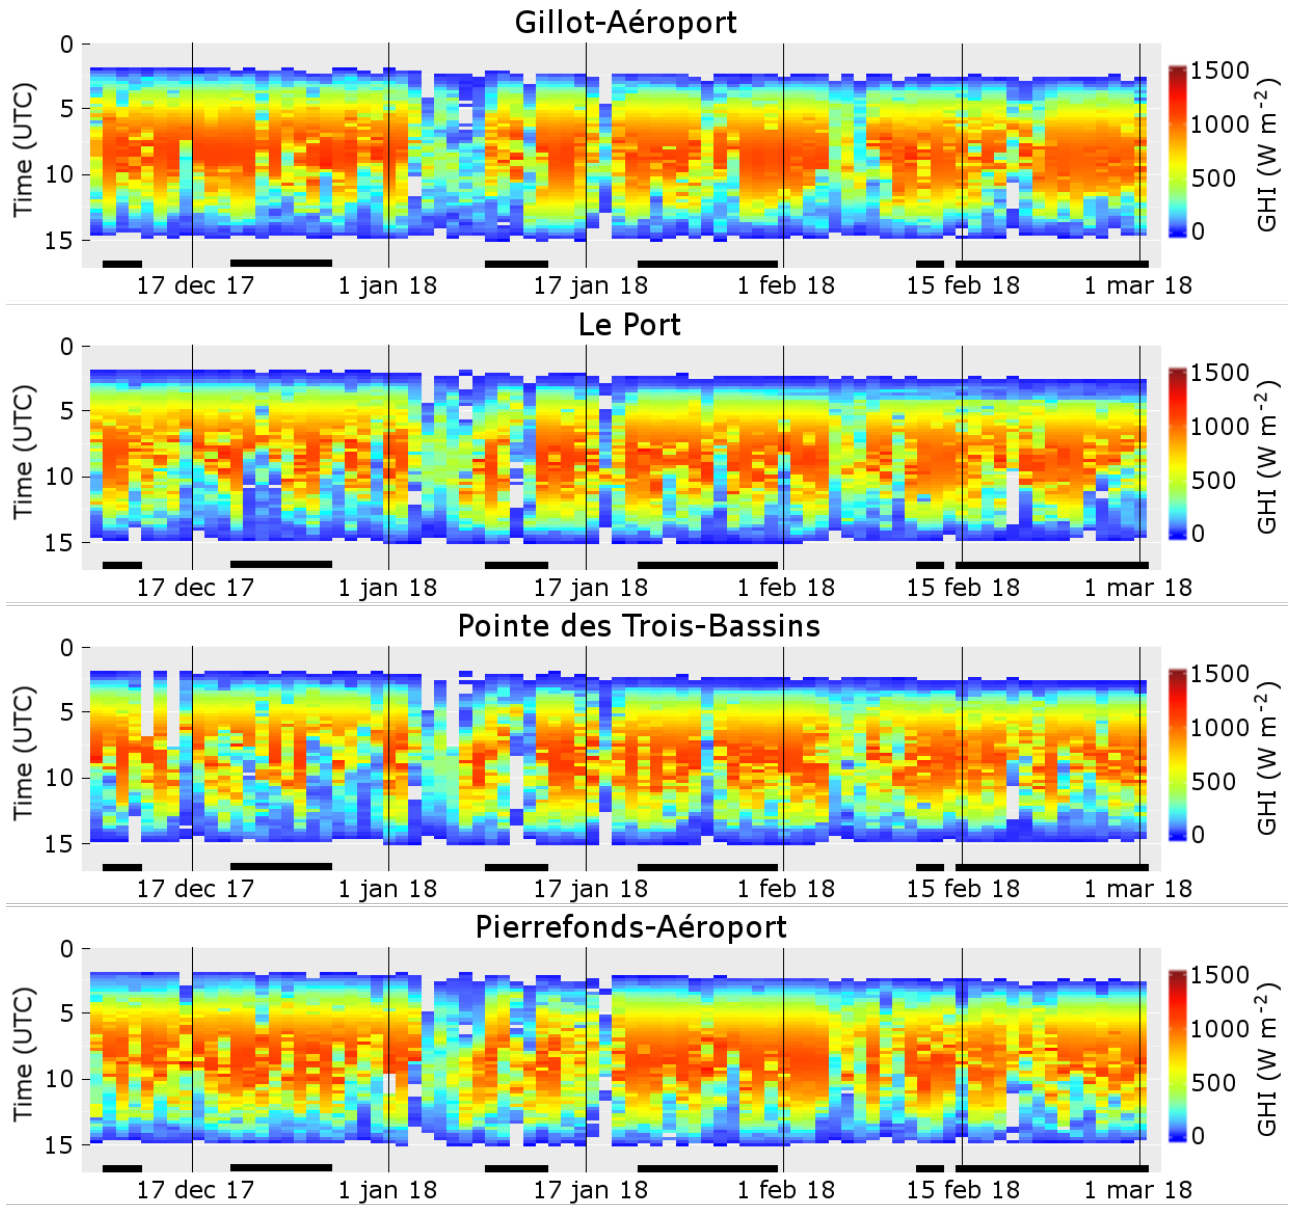 Gillot-Aéroport
0
5
10
15
Time (UTC)
17 dec 17 1 jan 18 17 jan 18 1 feb 18 15 feb 18 1 mar 18
1500
1000
500
0
GHI (W m-2)
Le Port
0
5
10
15
Time (UTC)
17 dec 17 1 jan 18 17 jan 18 1 feb 18 15 feb 18 1 mar 18
1500
1000
500
0
GHI (W m-2)
Pointe des Trois-Bassins
0
5
10
15
Time (UTC)
17 dec 17 1 jan 18 17 jan 18 1 feb 18 15 feb 18 1 mar 18
1500
1000
500
0
GHI (W m-2)
Pierrefonds-Aéroport
0
5
10
15
Time (UTC)
17 dec 17 1 jan 18 17 jan 18 1 feb 18 15 feb 18 1 mar 18
1500
1000
500
0
GHI (W m-2)